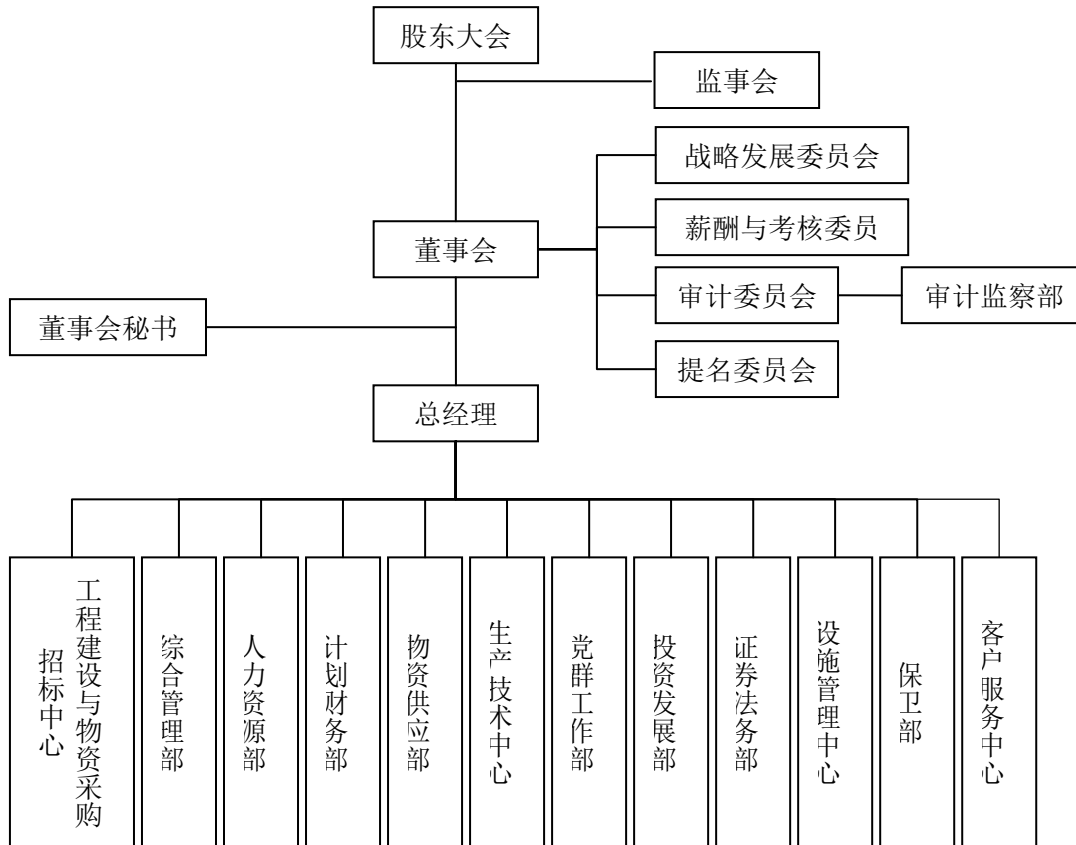 股东大会
监事会
战略发展委员会
薪酬与考核委员
董事会
审计委员会
审计监察部
董事会秘书
提名委员会
总经理
工程建设与物资采购
招标中心
综合管理部
人力资源部
计划财务部
物资供应部
生产技术中心
党群工作部
投资发展部
证券法务部
设施管理中心
保卫部
客户服务中心